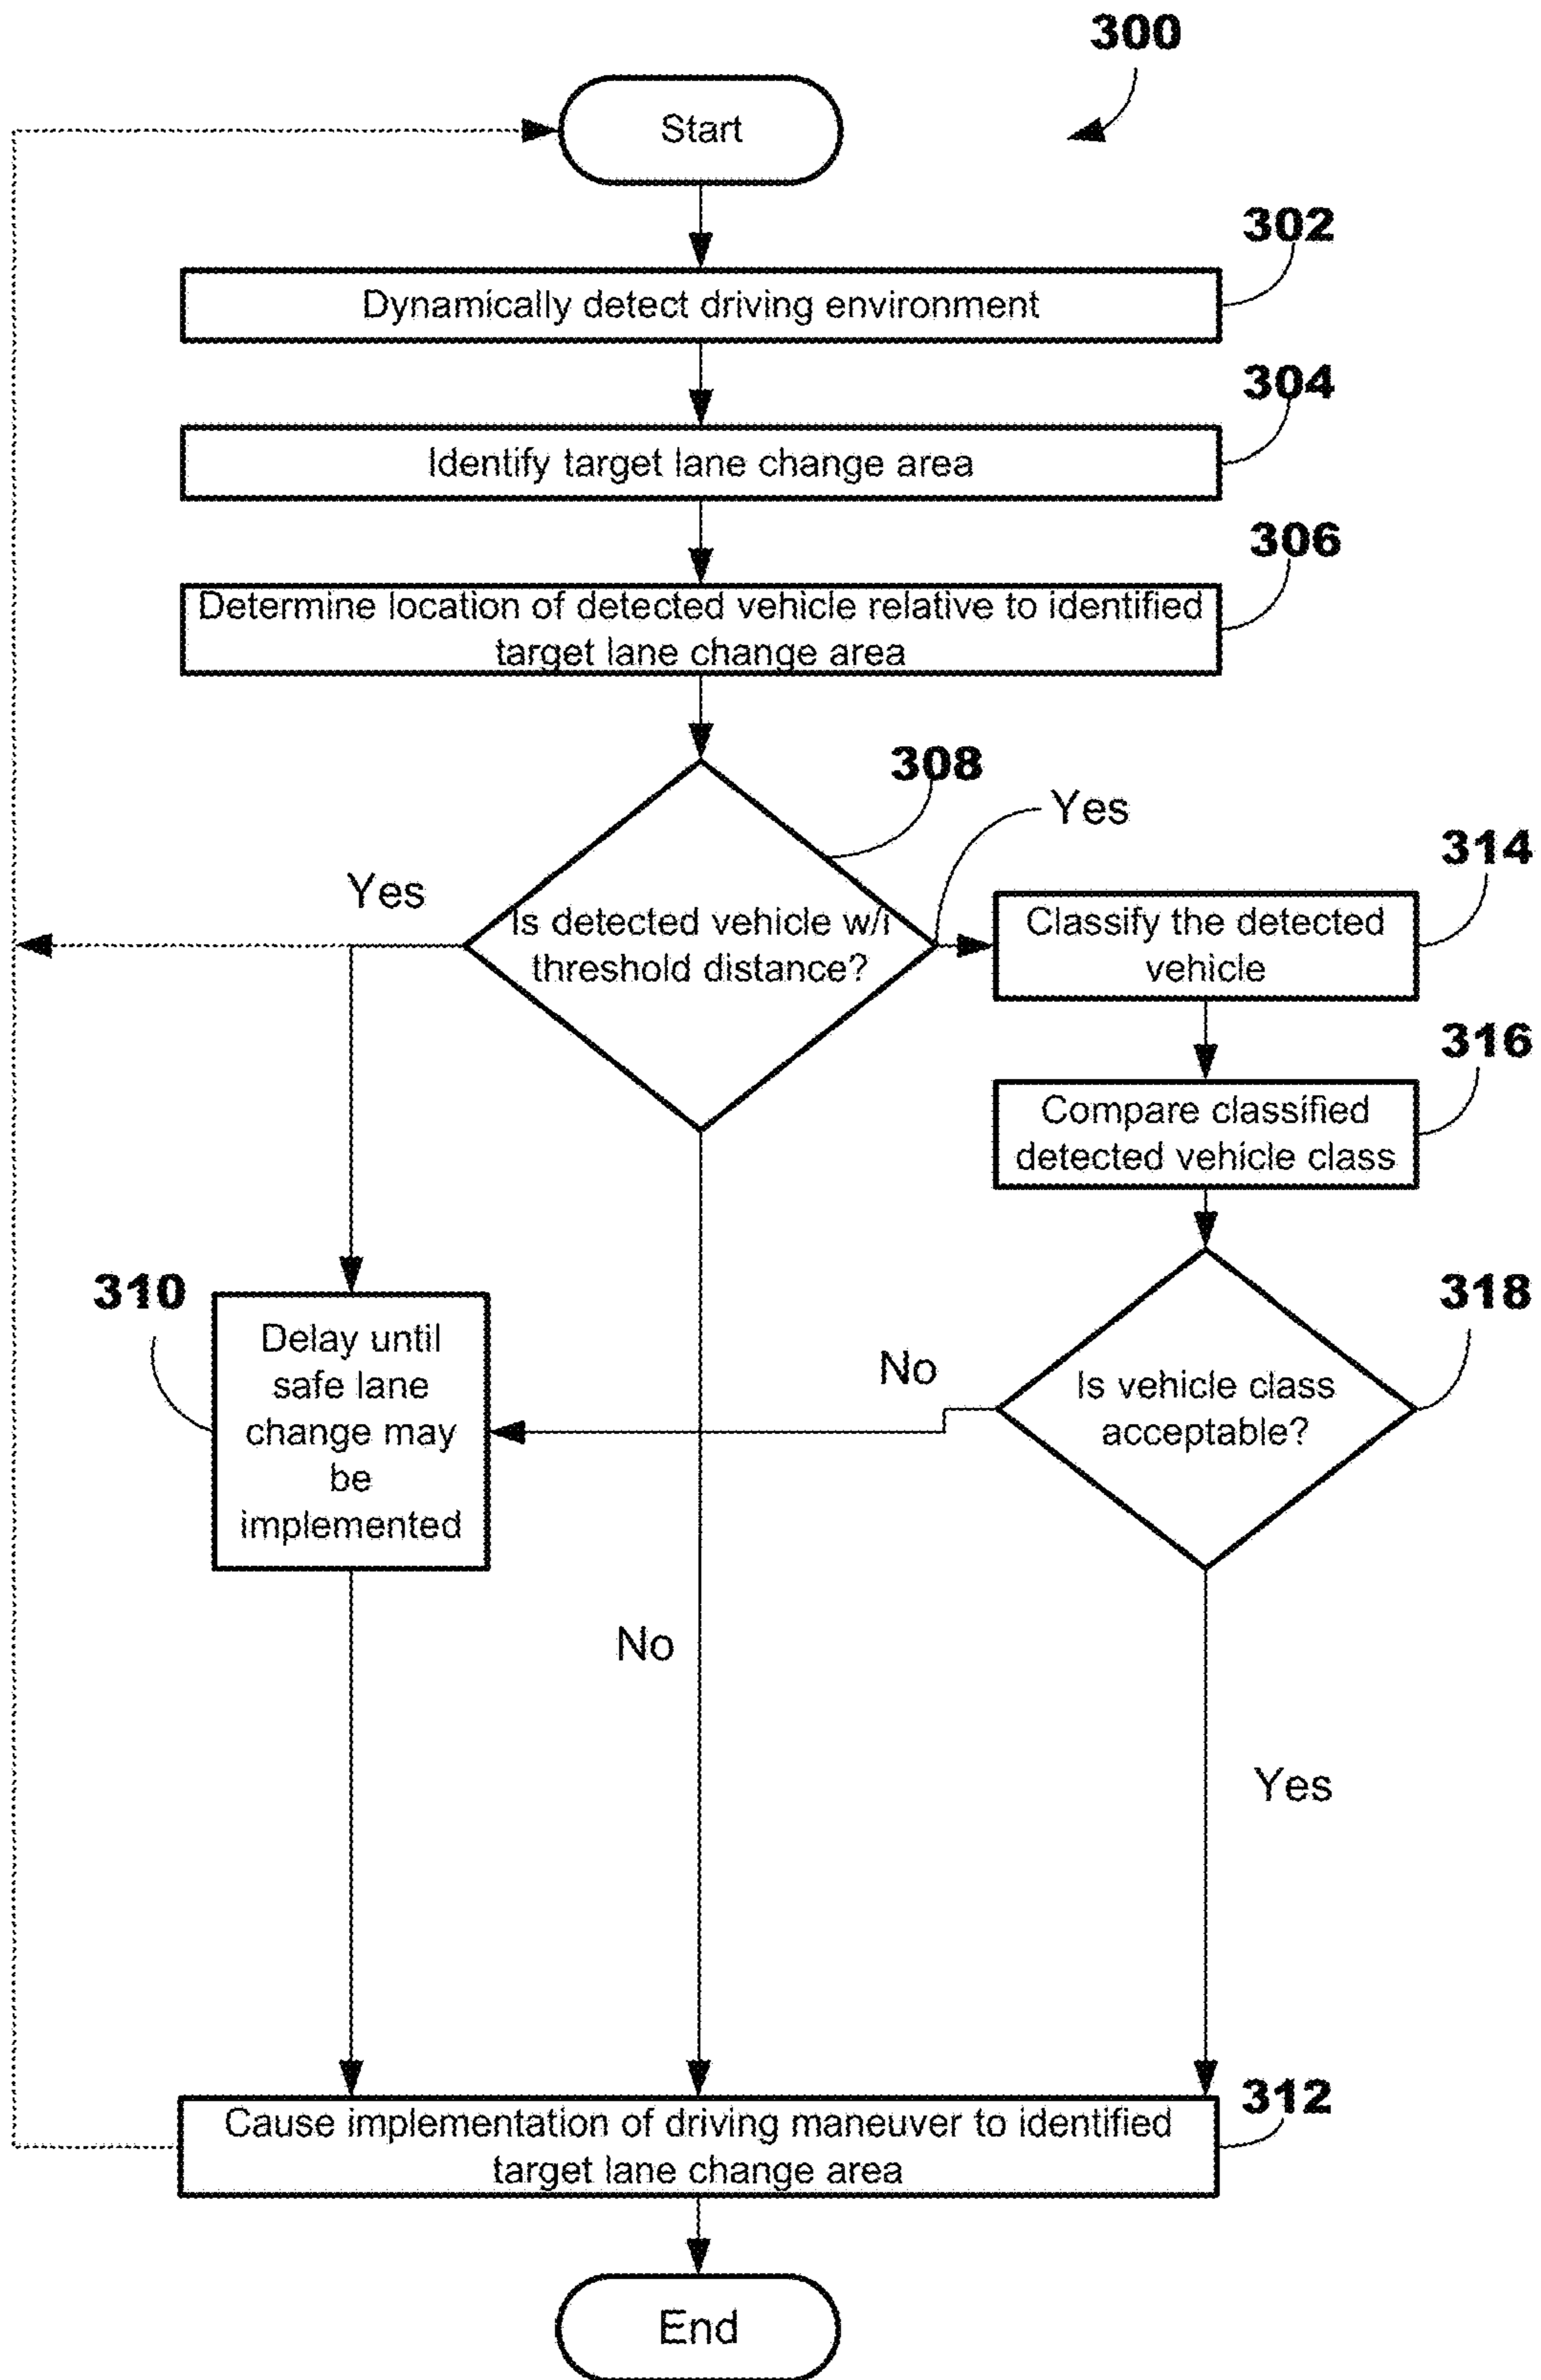 300
Start
302
Dynamically detect driving environment
304
Identify target lane change area
306
Determine location of detected vehicle relative to identified
target lane change area
308
Yes
Yes
314
Is detected vehicle w/i
threshold distance?
Classify the detected
vehicle
316
Compare classified
detected vehicle class
310
318
Delay until
safe lane
change may
be
implemented
No
Is vehicle class
acceptable?
No
Yes
312
Cause implementation of driving maneuver to identified
target lane change area
End